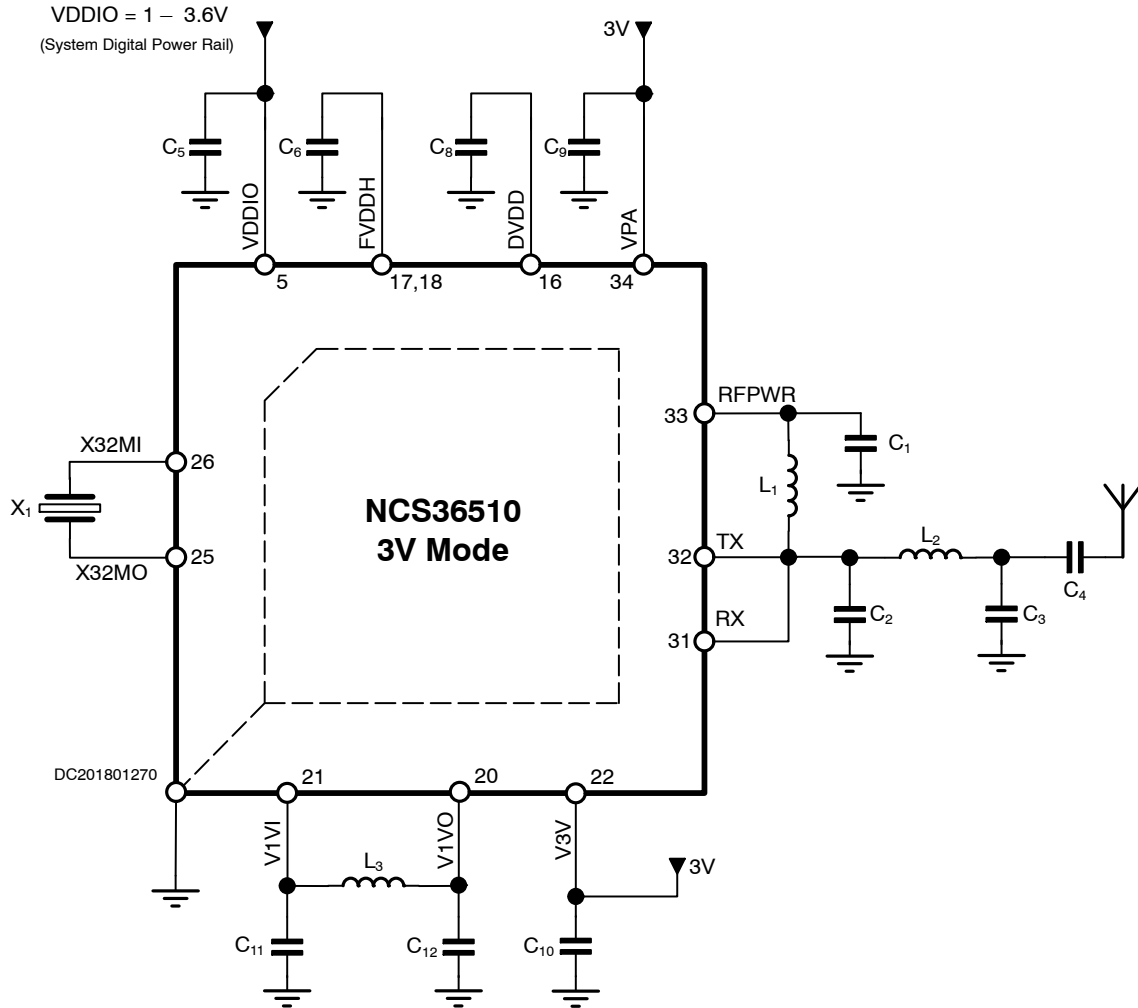 VDDIO = 1 – 3.6V
(System Digital Power Rail)
3V
C5
C6
C8
C9
VDDIO
FVDDH
DVDD
VPA
5
17,18
16
34
RFPWR
33
C1
L1
X32MI
26
X1
NCS36510
3V Mode
TX
32
L2
C4
25
X32MO
RX
31
C2
C3
DC201801270
21
20
22
V1VI
V1VO
V3V
L3
3V
C11
C12
C10